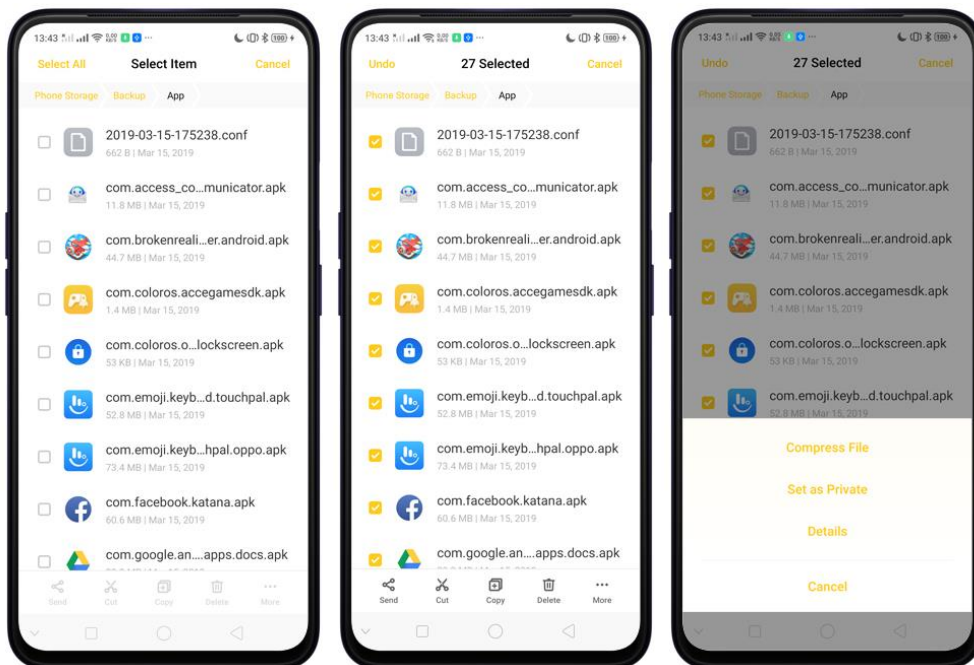 13:43
Select All Select Item Cancel
Phone Storage Backup App
2019-03-15-175238.conf
662 B | Mar 15, 2019
com.access_co...municator.apk
11.8 MB | Mar 15, 2019
com.brokenreali...er.android.apk
44.7 MB | Mar 15, 2019
com.coloros.accegamesdk.apk
1.4 MB | Mar 15, 2019
com.coloros.o...lockscreen.apk
53 KB | Mar 15, 2019
com.emoji.keyb...d.touchpal.apk
52.8 MB | Mar 15, 2019
com.emoji.keyb...hpal.oppo.apk
73.4 MB | Mar 15, 2019
com.facebook.katana.apk
60.6 MB | Mar 15, 2019
com.google.an....apps.docs.apk
Send Cut Copy Delete More
13:43
Undo 27 Selected Cancel
Phone Storage Backup App
2019-03-15-175238.conf
662 B | Mar 15, 2019
com.access_co...municator.apk
11.8 MB | Mar 15, 2019
com.brokenreali...er.android.apk
44.7 MB | Mar 15, 2019
com.coloros.accegamesdk.apk
1.4 MB | Mar 15, 2019
com.coloros.o...lockscreen.apk
53 KB | Mar 15, 2019
com.emoji.keyb...d.touchpal.apk
52.8 MB | Mar 15, 2019
com.emoji.keyb...hpal.oppo.apk
73.4 MB | Mar 15, 2019
com.facebook.katana.apk
60.6 MB | Mar 15, 2019
com.google.an....apps.docs.apk
Send Cut Copy Delete More
13:43
Undo 27 Selected Cancel
Phone Storage Backup App
2019-03-15-175238.conf
662 B | Mar 15, 2019
com.access_co...municator.apk
11.8 MB | Mar 15, 2019
com.brokenreali...er.android.apk
44.7 MB | Mar 15, 2019
com.coloros.accegamesdk.apk
1.4 MB | Mar 15, 2019
com.coloros.o...lockscreen.apk
53 KB | Mar 15, 2019
com.emoji.keyb...d.touchpal.apk
52.8 MB | Mar 15, 2019
Compress File
Set as Private
Details
Cancel